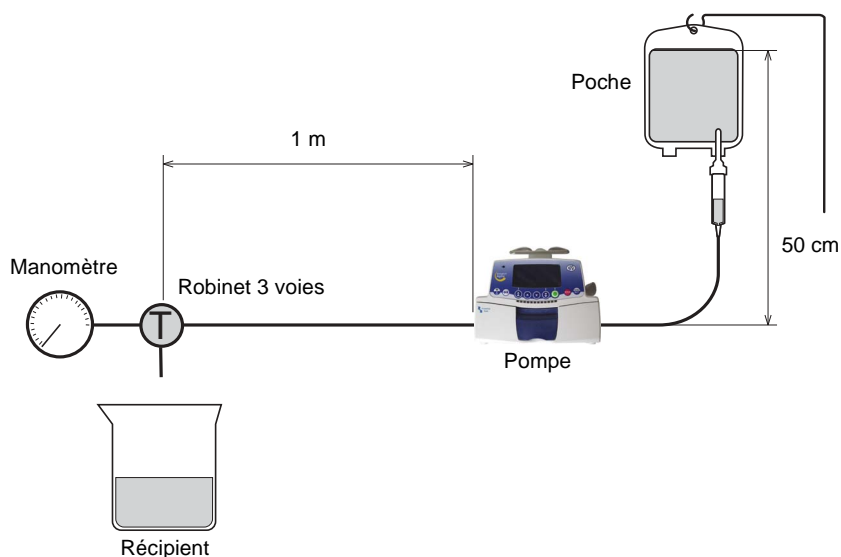 Poche
1 m
50 cm
Manomètre
Robinet 3 voies
T
Pompe
Récipient